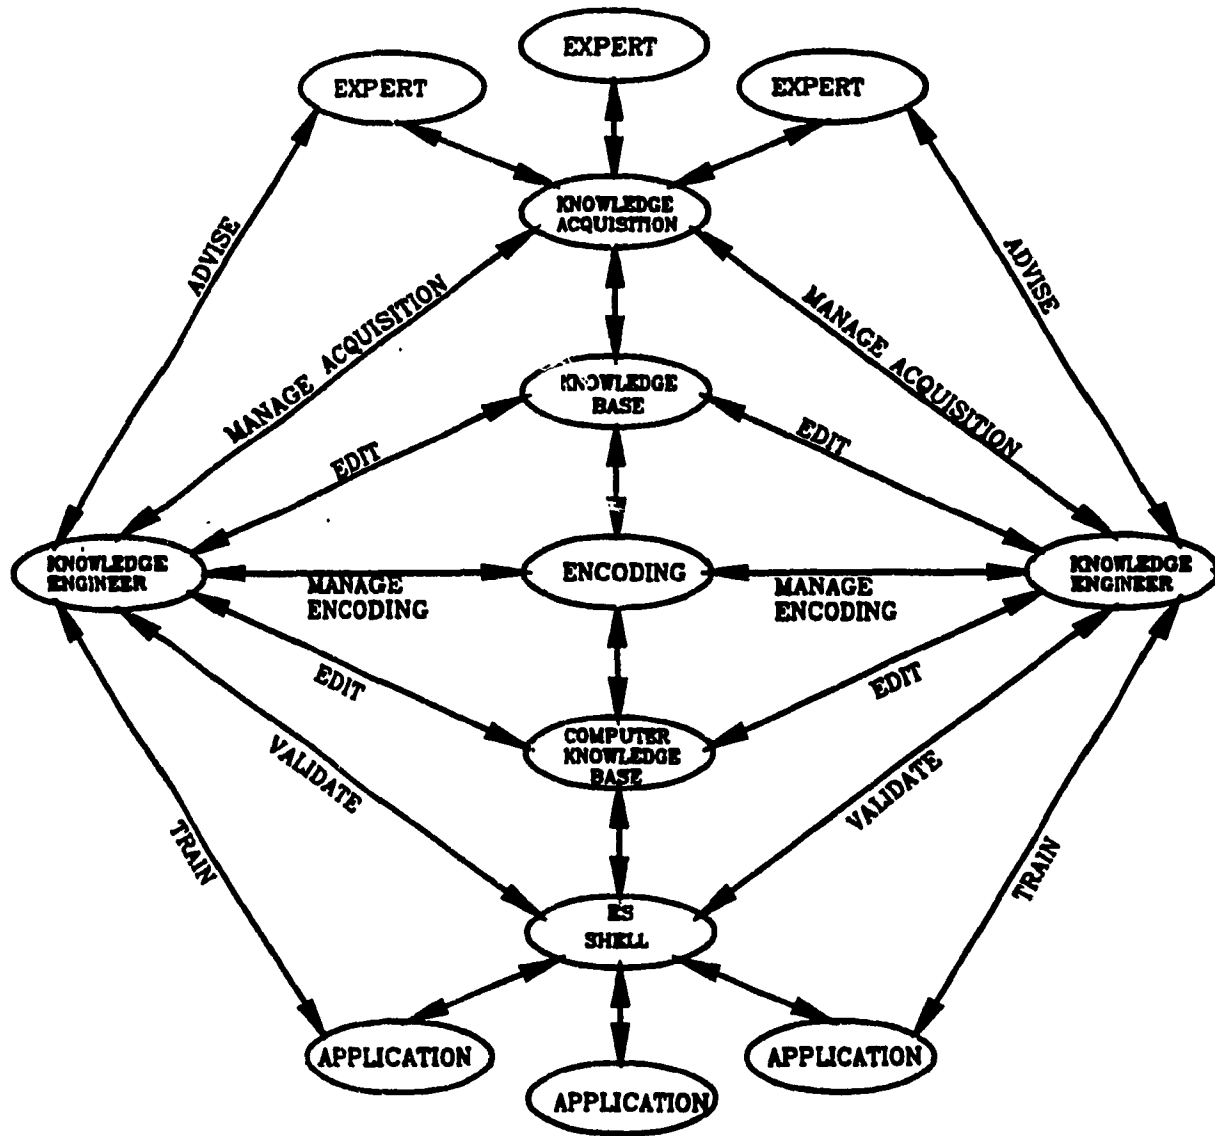 EXPERT
EXPERT
EXPERT
KNOWLEDGE
ACQUISITION
ADVISE
ADVISE
MANAGE ACQUISITION
MANAGE ACQUISITION
KNOWLEDGE
BASE
EDIT
EDIT
KNOWLEDGE
ENGINEER
ENCODING
KNOWLEDGE
ENGINEER
MANAGE
ENCODING
MANAGE
ENCODING
EDIT
EDIT
COMPUTER
KNOWLEDGE
BASE
VALIDATE
VALIDATE
TRAIN
TRAIN
ES
SHELL
APPLICATION
APPLICATION
APPLICATION